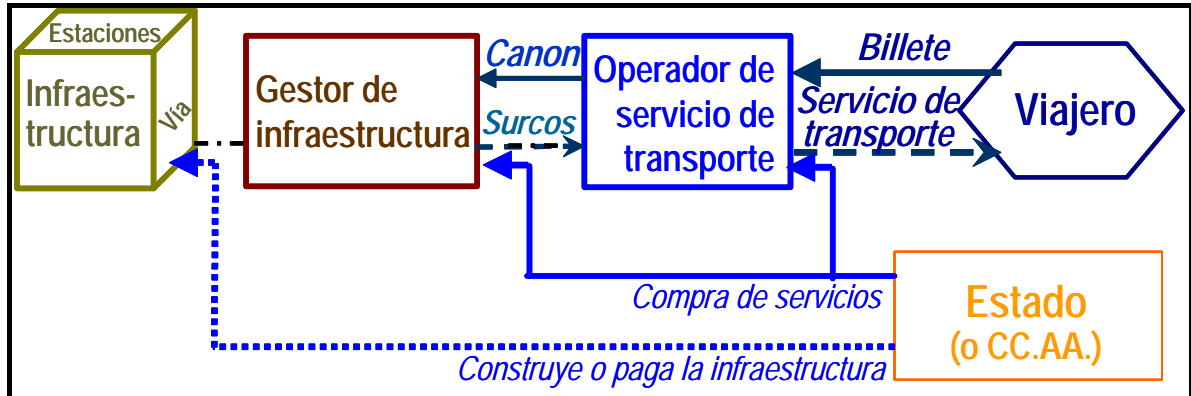 Estaciones
Infraes-
tructura
Vía
Gestor de
infraestructura
Canon
Surcos
Operador de
servicio de
transporte
Billete
Servicio de
transporte
Viajero
Compra de servicios
Estado
(o CC.AA.)
Construye o paga la infraestructura